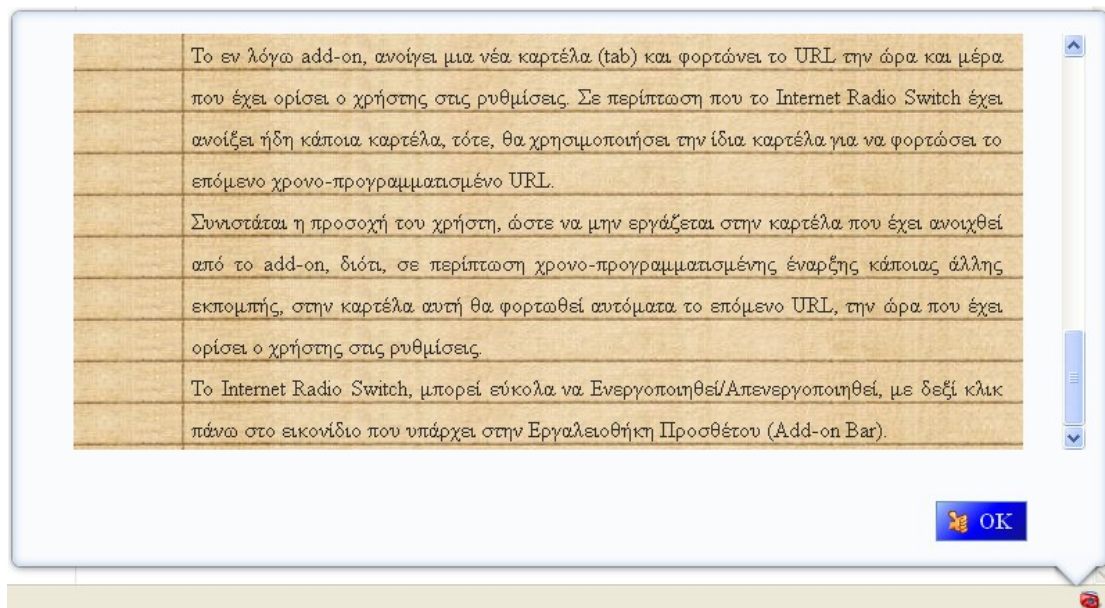 Το εν λόγω add-on, ανοίγει μια νέα καρτέλα (tab) και φορτώνει το URL την ώρα και μέρα
που έχει ορίσει ο χρήστης στις ρυθμίσεις. Σε περίπτωση που το Internet Radio Switch έχει
ανοίξει ήδη κάποια καρτέλα, τότε, θα χρησιμοποιήσει την ίδια καρτέλα για να φορτώσει το
επόμενο χρονο-προγραμματισμένο URL.
Συνιστάται η προσοχή του χρήστη, ώστε να μην εργάζεται στην καρτέλα που έχει ανοιχθεί
από το add-on, διότι, σε περίπτωση χρονο-προγραμματισμένης έναρξης κάποιας άλλης
εκπομπής, στην καρτέλα αυτή θα φορτωθεί αυτόματα το επόμενο URL, την ώρα που έχει
ορίσει ο χρήστης στις ρυθμίσεις.
Το Internet Radio Switch, μπορεί εύκολα να Ενεργοποιηθεί/Απενεργοποιηθεί, με δεξί κλικ
πάνω στο εικονίδιο που υπάρχει στην Εργαλειοθήκη Προσθέτου (Add-on Bar).
OK